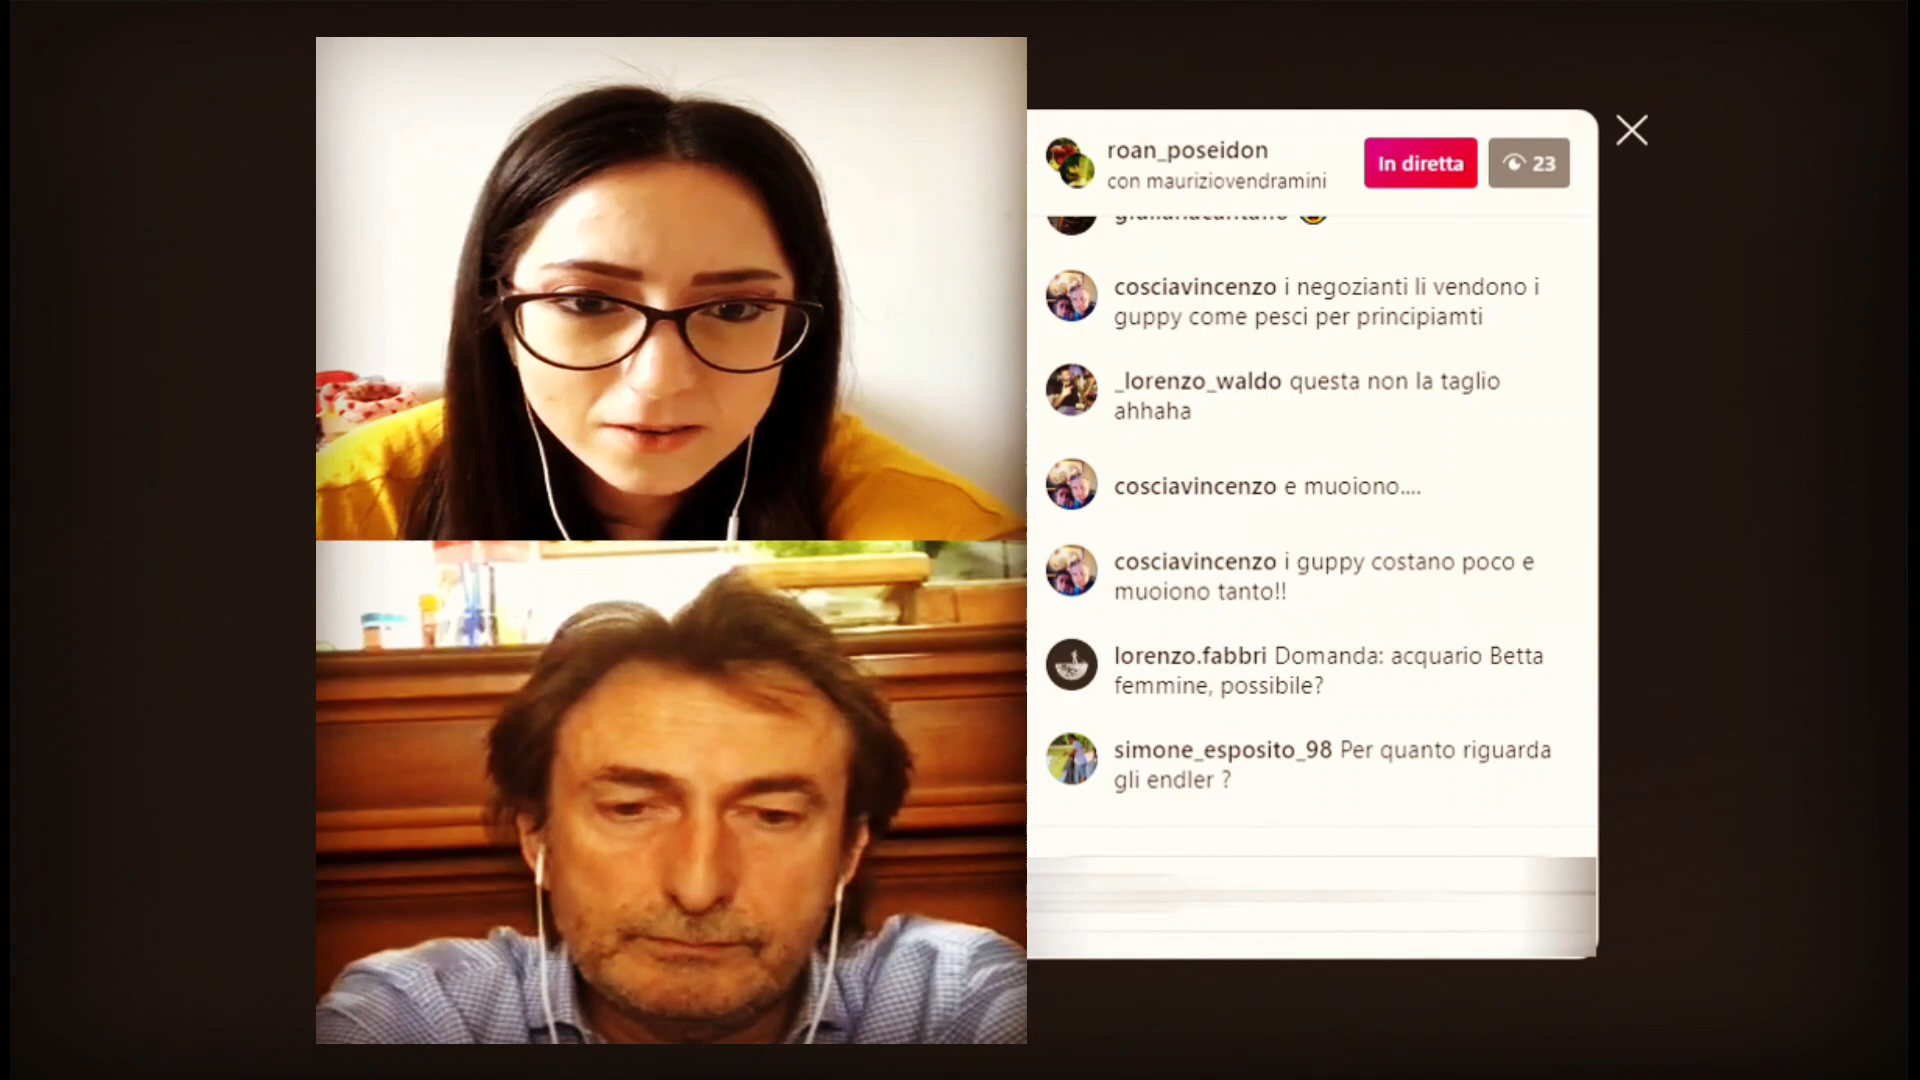 roan_poseidon
con mauriziovendramini
In diretta
23
cosciavincenzo i negozianti li vendono i
guppy come pesci per principiamti
_lorenzo_waldo questa non la taglio
ahhaha
cosciavincenzo e muoiono....
cosciavincenzo i guppy costano poco e
muoiono tanto!!
lorenzo.fabbri Domanda: acquario Betta
femmine, possibile?
simone_esposito_98 Per quanto riguarda
gli endler ?